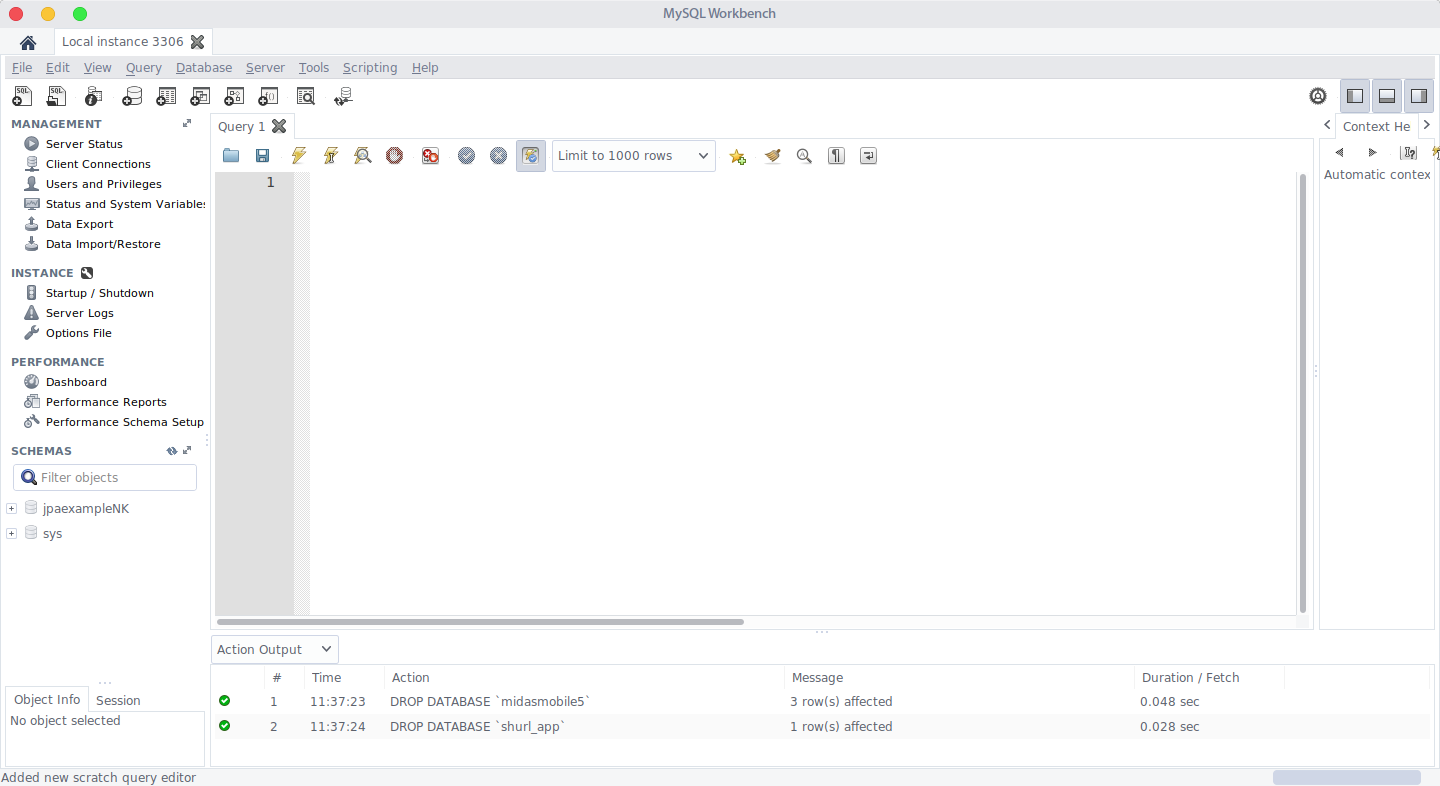 MySQL Workbench
Local instance 3306
File Edit View Query Database Server Tools Scripting Help
MANAGEMENT
Server Status
Client Connections
Users and Privileges
Status and System Variables
Data Export
Data Import/Restore
INSTANCE
Startup / Shutdown
Server Logs
Options File
PERFORMANCE
Dashboard
Performance Reports
Performance Schema Setup
SCHEMAS
Filter objects
jpaexampleNK
sys
Object Info Session
No object selected
Query 1
Limit to 1000 rows
1
Context He
Automatic contex
Action Output
# Time Action Message Duration / Fetch
1 11:37:23 DROP DATABASE `midasmobile5` 3 row(s) affected 0.048 sec
2 11:37:24 DROP DATABASE `shurl_app` 1 row(s) affected 0.028 sec
Added new scratch query editor